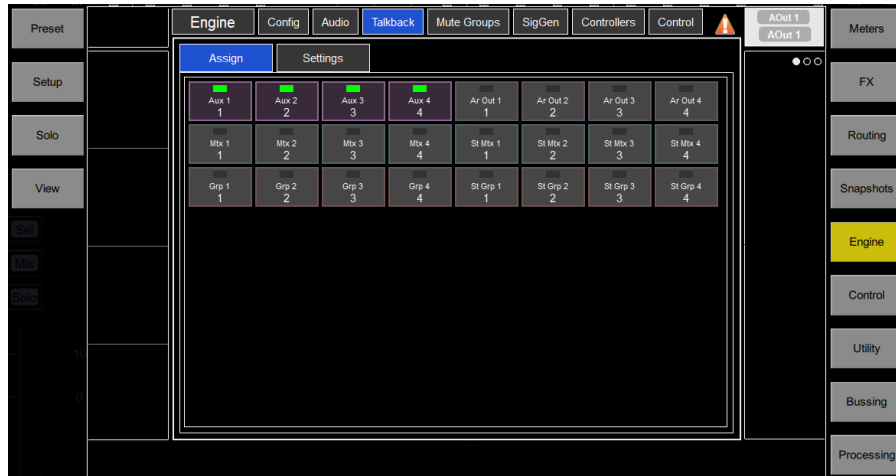 Preset
Setup
Solo
View
Sel
Mix
Solo
10
0
Engine Config Audio Talkback Mute Groups SigGen Controllers Control
Assign Settings
Aux 1 Aux 2 Aux 3 Aux 4 Ar Out 1 Ar Out 2 Ar Out 3 Ar Out 4
1 2 3 4 1 2 3 4
Mtx 1 Mtx 2 Mtx 3 Mtx 4 St Mtx 1 St Mtx 2 St Mtx 3 St Mtx 4
1 2 3 4 1 2 3 4
Grp 1 Grp 2 Grp 3 Grp 4 St Grp 1 St Grp 2 St Grp 3 St Grp 4
1 2 3 4 1 2 3 4
AOut 1
AOut 1
Meters
FX
Routing
Snapshots
Engine
Control
Utility
Bussing
Processing